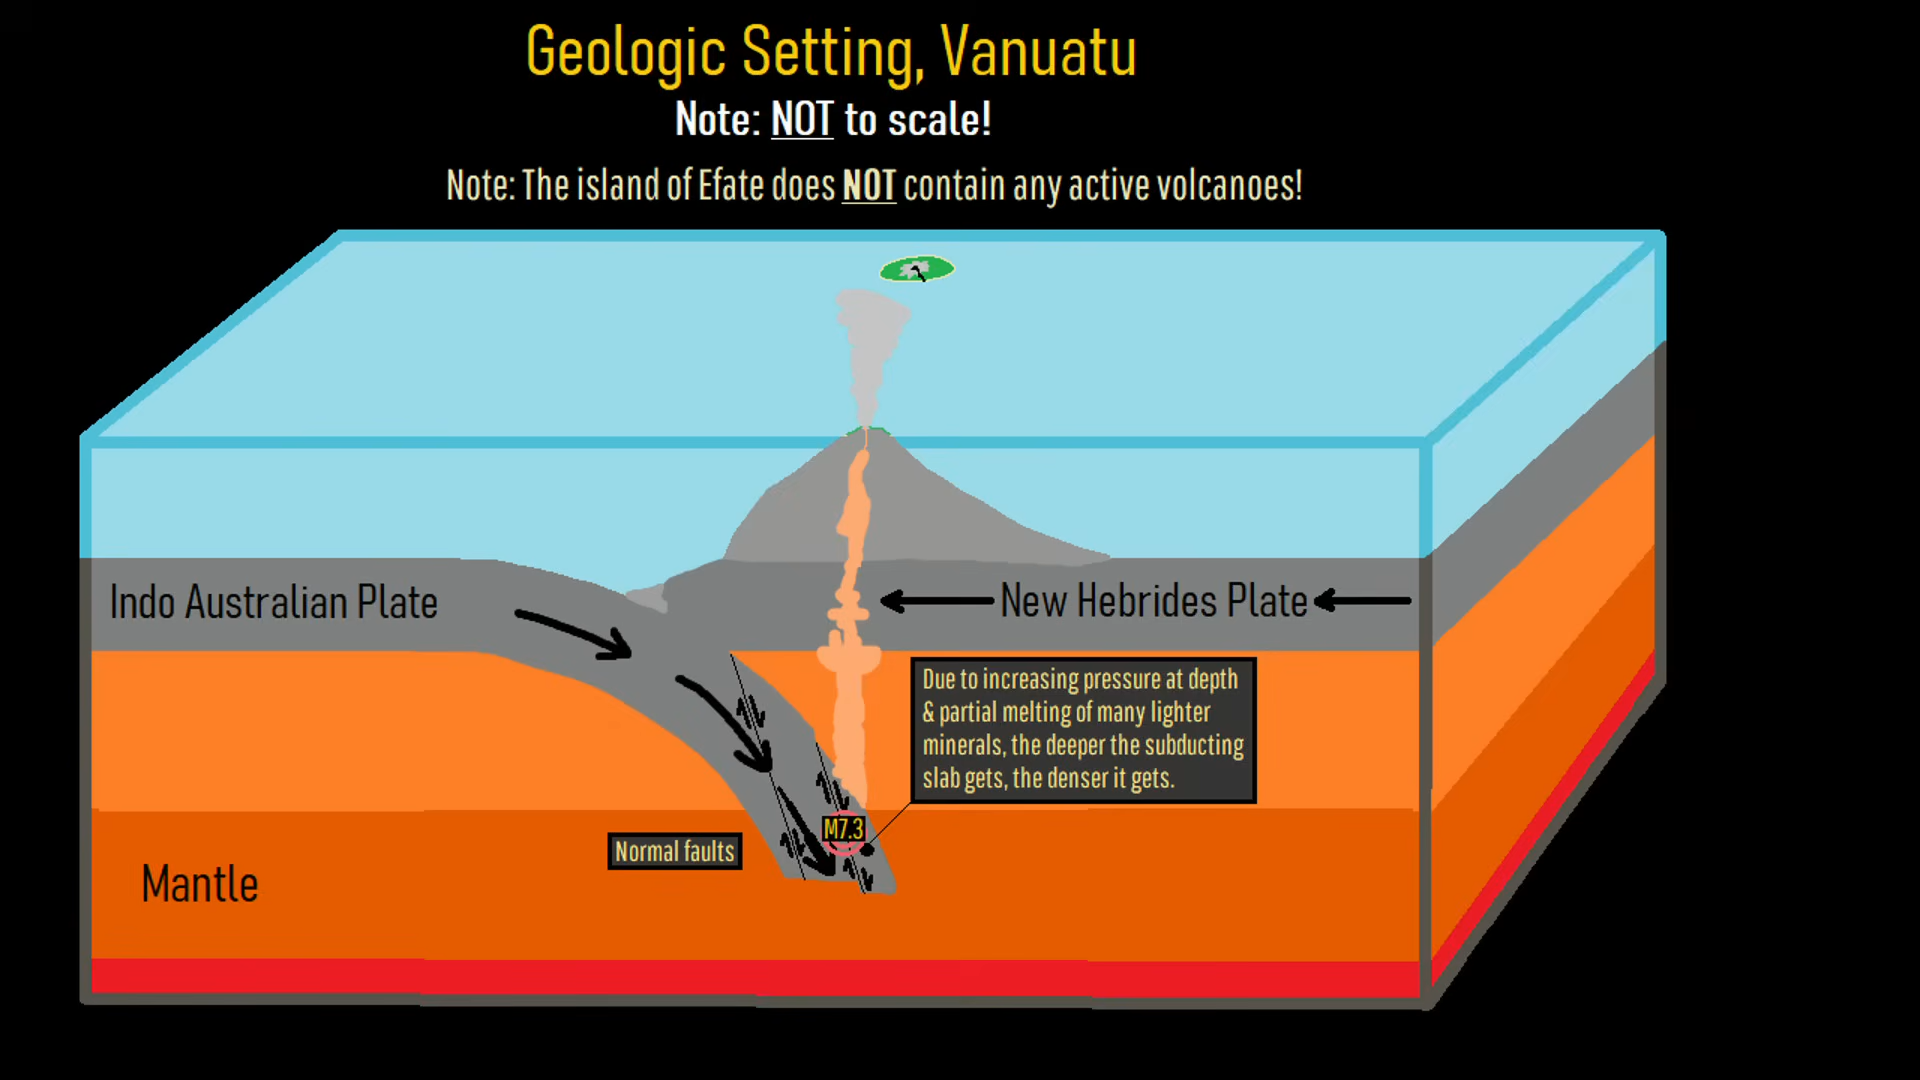 Geologic Setting, Vanuatu
Note: NOT to scale!
Note: The island of Efate does NOT contain any active volcanoes!
Indo Australian Plate
New Hebrides Plate
Due to increasing pressure at depth
& partial melting of many lighter
minerals, the deeper the subducting
slab gets, the denser it gets.
M7.3
Normal faults
Mantle